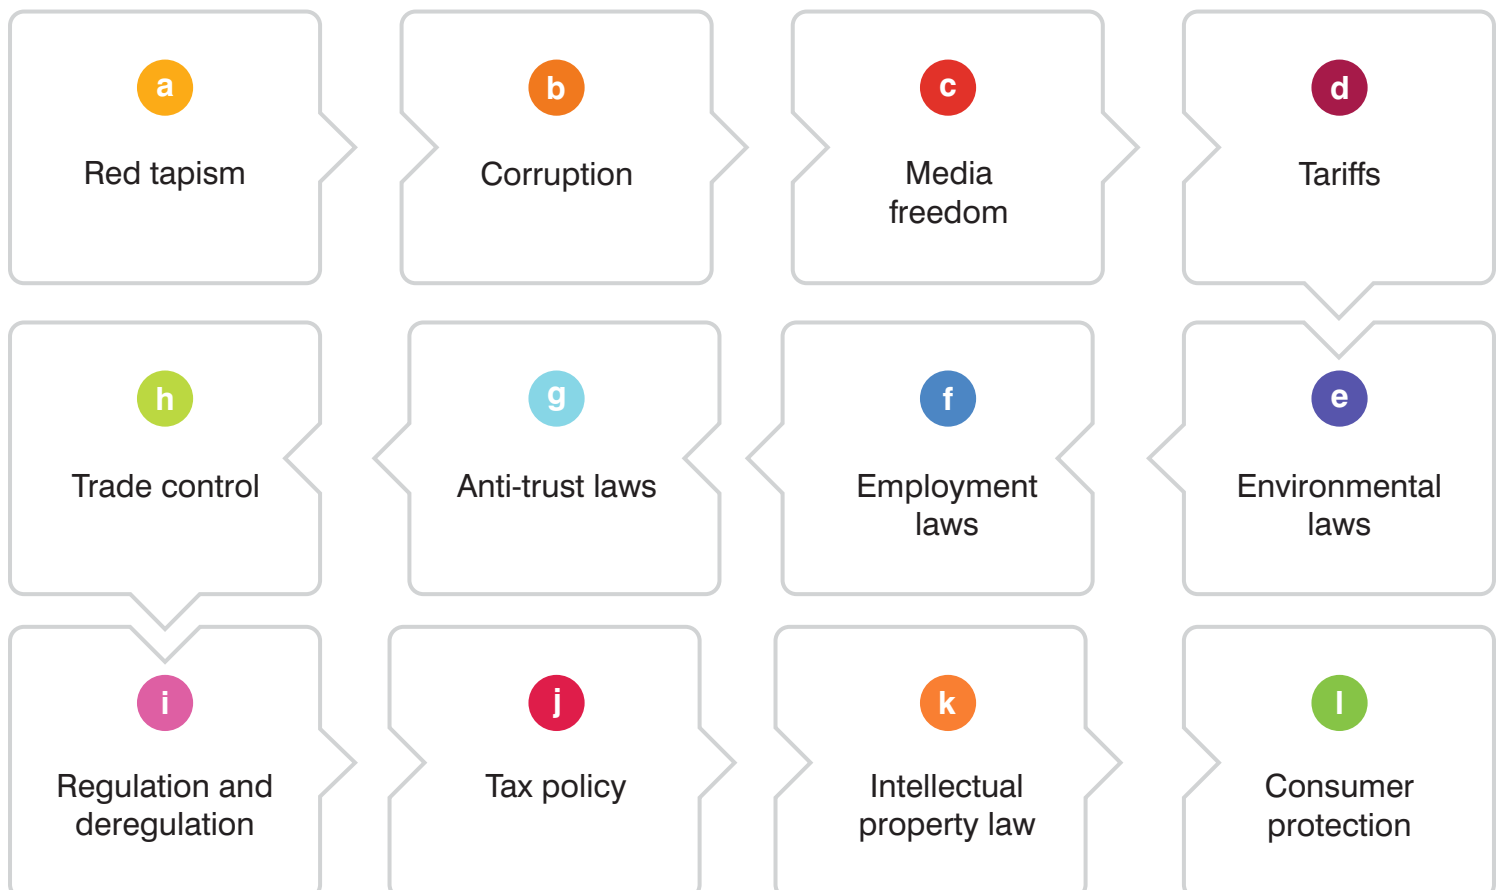 a
Red tapism
b
Corruption
c
Media
freedom
d
Tariffs
e
Environmental
laws
f
Employment
laws
g
Anti-trust laws
h
Trade control
i
Regulation and
deregulation
j
Tax policy
k
Intellectual
property law
l
Consumer
protection